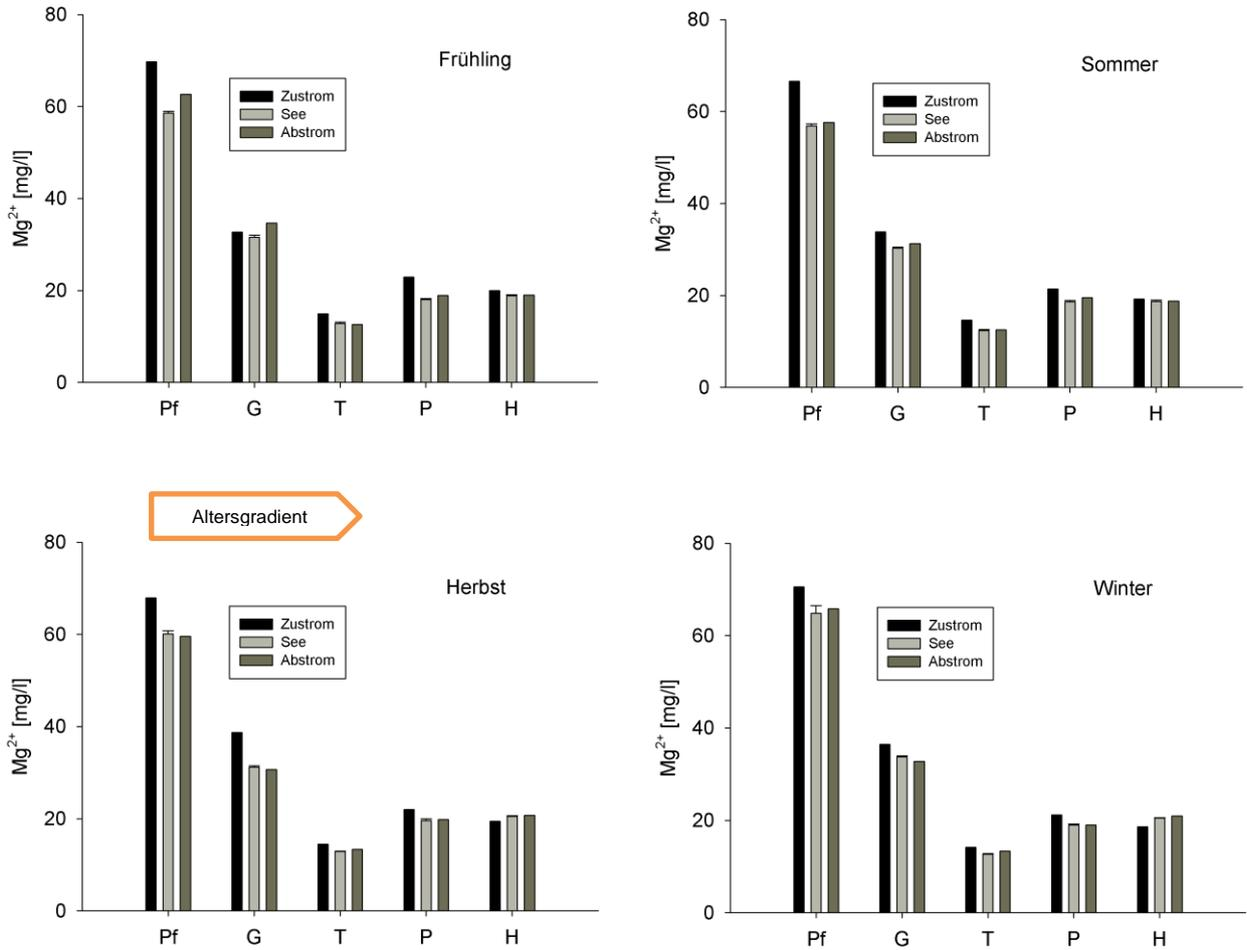 Frühling
Zustrom
See
Abstrom
Mg2+ [mg/l]
80
60
40
20
0
Pf G T P H
Sommer
Zustrom
See
Abstrom
Mg2+ [mg/l]
80
60
40
20
0
Pf G T P H
Altersgradient
Herbst
Zustrom
See
Abstrom
Mg2+ [mg/l]
80
60
40
20
0
Pf G T P H
Winter
Zustrom
See
Abstrom
Mg2+ [mg/l]
80
60
40
20
0
Pf G T P H